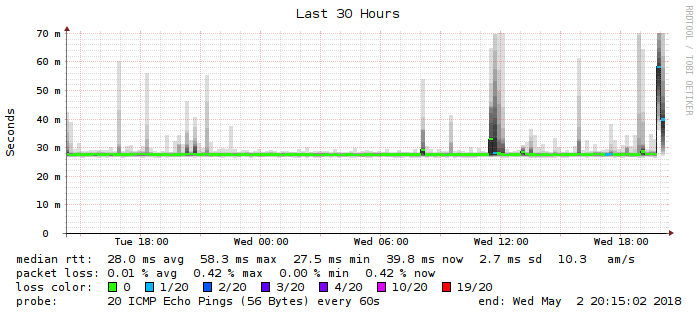 Last 30 Hours
RRDTOOL / TOBI OETIKER
Seconds
70 m
60 m
50 m
40 m
30 m
20 m
10 m
0
Tue 18:00 Wed 00:00 Wed 06:00 Wed 12:00 Wed 18:00
median rtt: 28.0 ms avg 58.3 ms max 27.5 ms min 39.8 ms now 2.7 ms sd 10.3 am/s
packet loss: 0.01 % avg 0.42 % max 0.00 % min 0.42 % now
loss color: 0 1/20 2/20 3/20 4/20 10/20 19/20
probe: 20 ICMP Echo Pings (56 Bytes) every 60s end: Wed May 2 20:15:02 2018